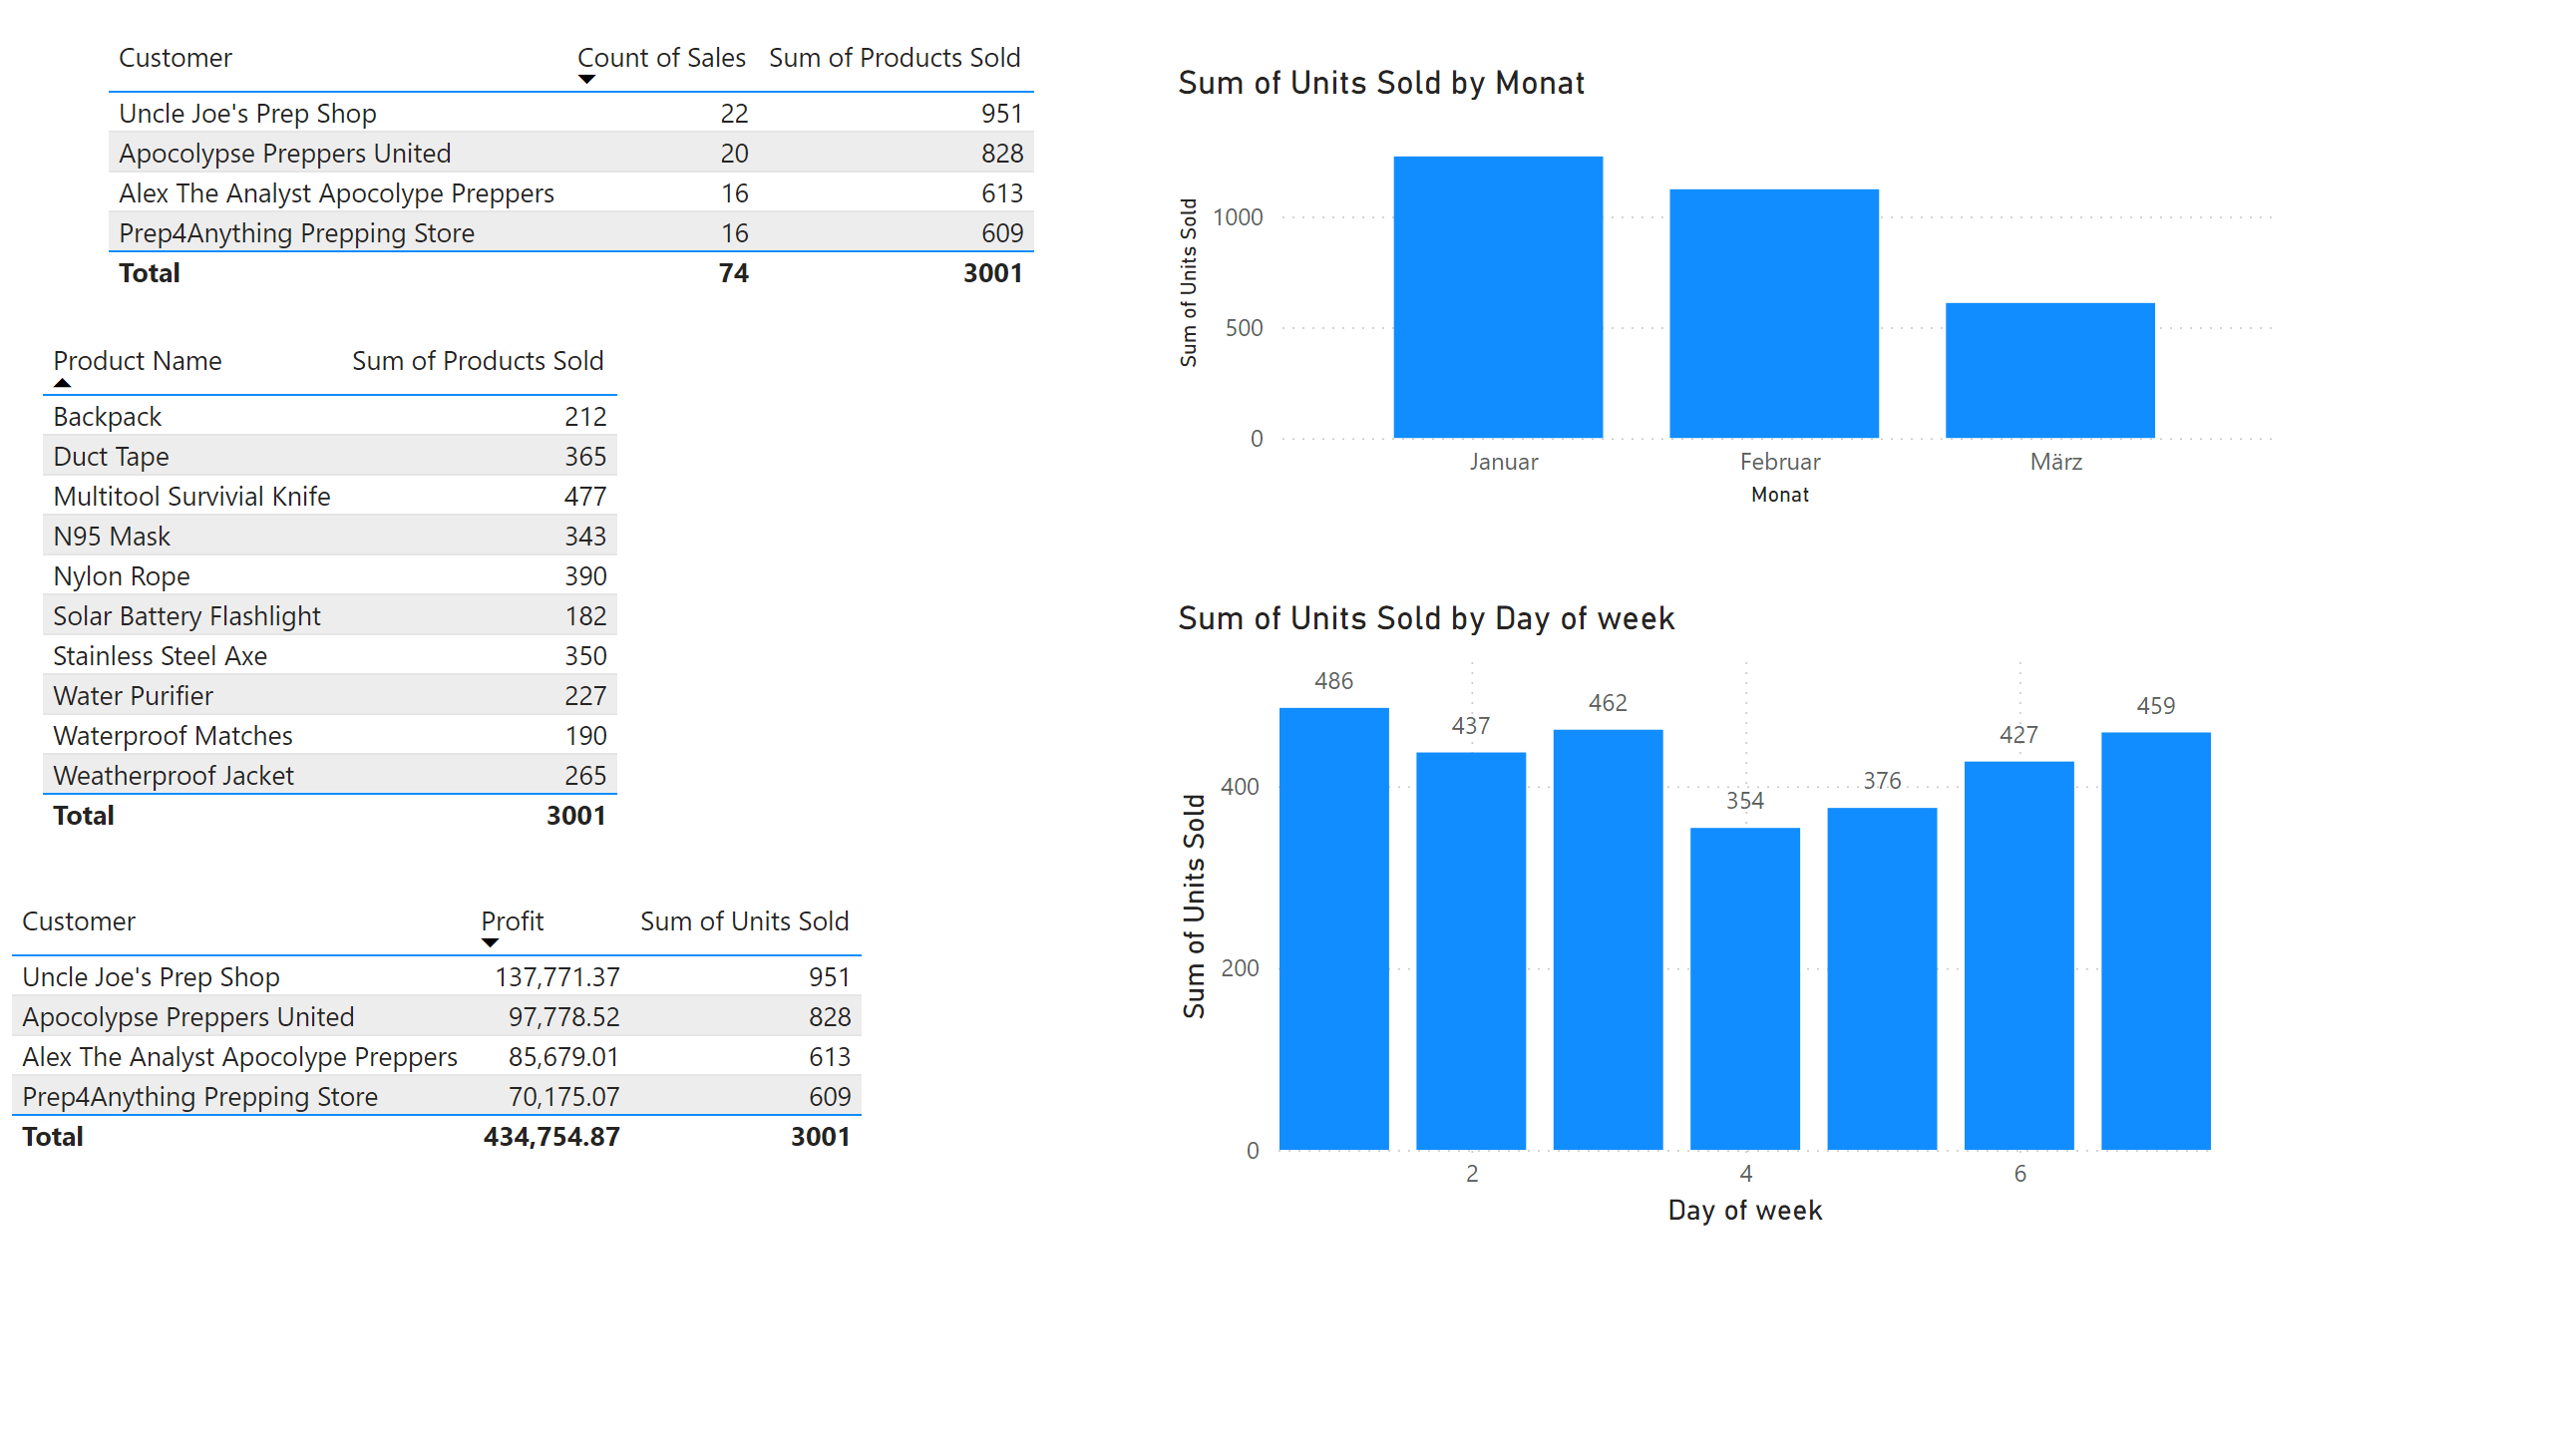 Customer Count of Sales Sum of Products Sold
Uncle Joe's Prep Shop 22 951
Apocolypse Preppers United 20 828
Alex The Analyst Apocolype Preppers 16 613
Prep4Anything Prepping Store 16 609
Total 74 3001
Product Name Sum of Products Sold
Backpack 212
Duct Tape 365
Multitool Survivial Knife 477
N95 Mask 343
Nylon Rope 390
Solar Battery Flashlight 182
Stainless Steel Axe 350
Water Purifier 227
Waterproof Matches 190
Weatherproof Jacket 265
Total 3001
Customer Profit Sum of Units Sold
Uncle Joe's Prep Shop 137,771.37 951
Apocolypse Preppers United 97,778.52 828
Alex The Analyst Apocolype Preppers 85,679.01 613
Prep4Anything Prepping Store 70,175.07 609
Total 434,754.87 3001
Sum of Units Sold by Monat
Sum of Units Sold
1000
500
0
Januar Februar März
Monat
Sum of Units Sold by Day of week
Sum of Units Sold
486 437 462 354 376 427 459
400
200
0
2 4 6
Day of week